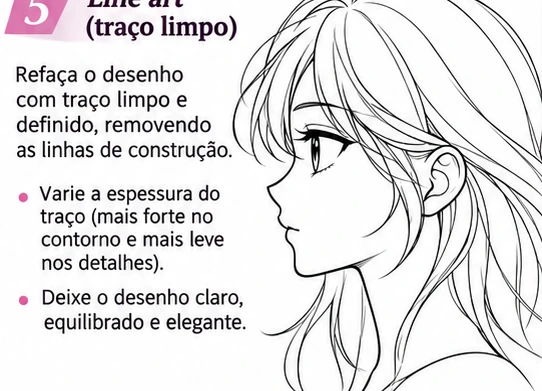 5
Line art
(traço limpo)
Refaça o desenho
com traço limpo e
definido, removendo
as linhas de construção.
Varie a espessura do
traço (mais forte no
contorno e mais leve
nos detalhes).
Deixe o desenho claro,
equilibrado e elegante.